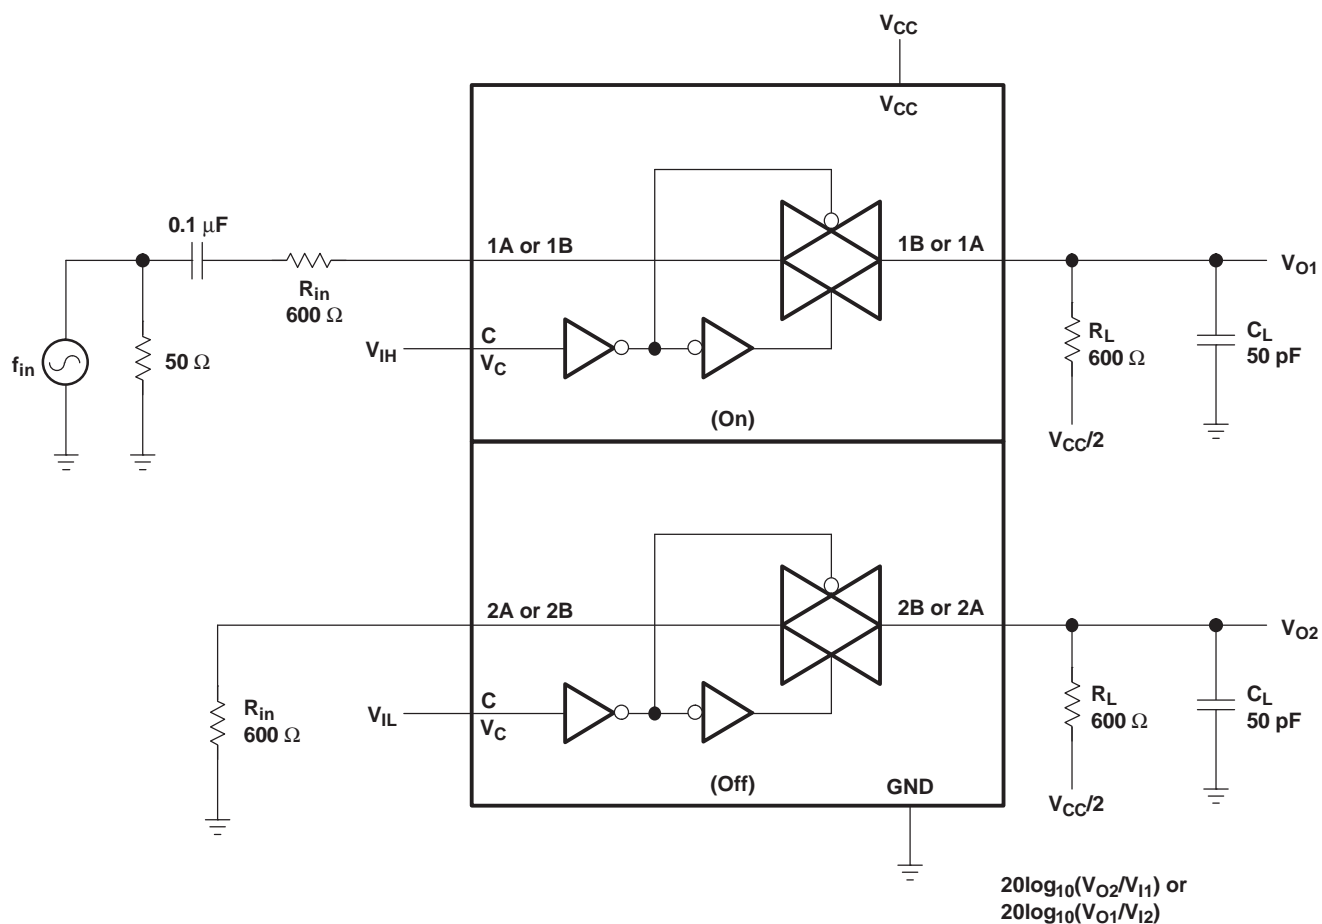 VCC
VCC
0.1 μF
1A or 1B
1B or 1A
VO1
Rin
600 Ω
fin
50 Ω
VIH
C
VC
RL
600 Ω
CL
50 pF
(On)
VCC/2
2A or 2B
2B or 2A
VO2
Rin
600 Ω
VIL
C
VC
RL
600 Ω
CL
50 pF
(Off)
GND
VCC/2
20log10(VO2/VI1) or
20log10(VO1/VI2)